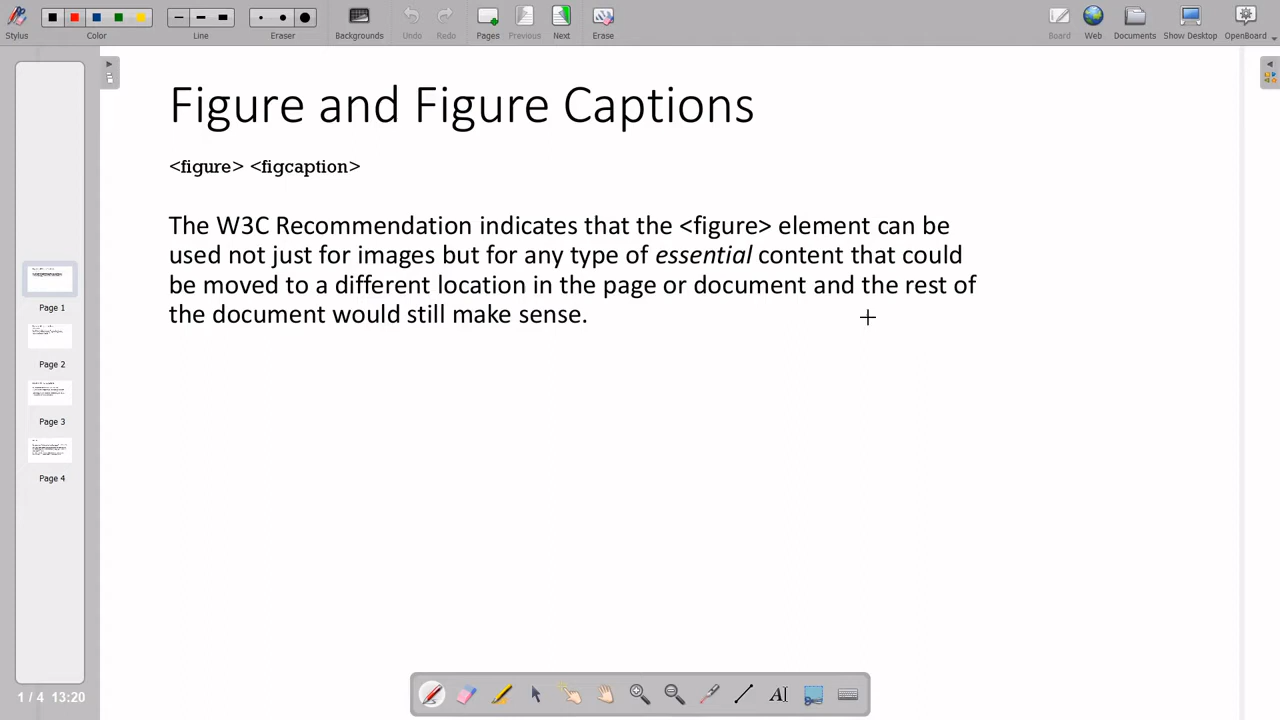 Stylus
Color
Line
Eraser
Backgrounds
Undo
Redo
Pages
Previous
Next
Erase
Board
Web
Documents
Show Desktop
OpenBoard
Figure and Figure Captions
<figure> <figcaption>
The W3C Recommendation indicates that the <figure> element can be
used not just for images but for any type of essential content that could
be moved to a different location in the page or document and the rest of
the document would still make sense.
Page 1
Page 2
Page 3
Page 4
1 / 4 13:20
AI